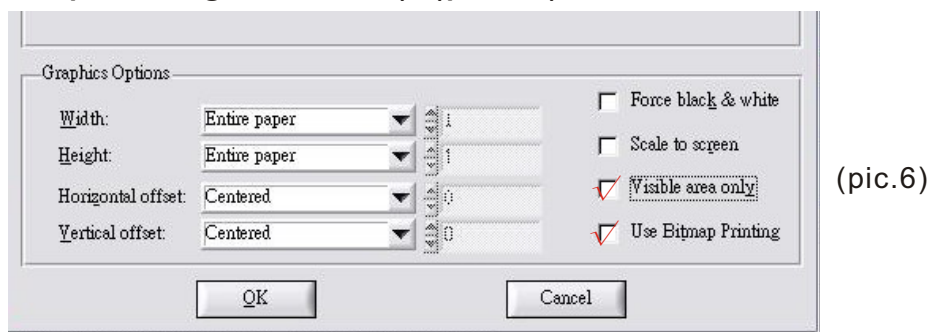 Graphics Options
Width: Entire paper 1
Height: Entire paper 1
Horizontal offset: Centered 0
Vertical offset: Centered 0
Force black & white
Scale to screen
Visible area only
Use Bitmap Printing
OK Cancel
(pic.6)